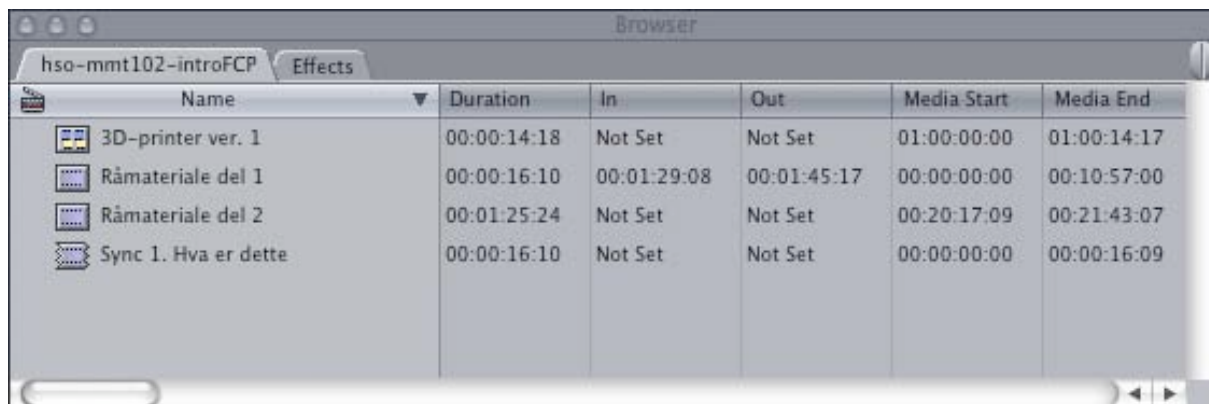 Browser
hso-mmt102-introFCP Effects
Name Duration In Out Media Start Media End
3D-printer ver. 1 00:00:14:18 Not Set Not Set 01:00:00:00 01:00:14:17
Råmateriale del 1 00:00:16:10 00:01:29:08 00:01:45:17 00:00:00:00 00:10:57:00
Råmateriale del 2 00:01:25:24 Not Set Not Set 00:20:17:09 00:21:43:07
Sync 1. Hva er dette 00:00:16:10 Not Set Not Set 00:00:00:00 00:00:16:09